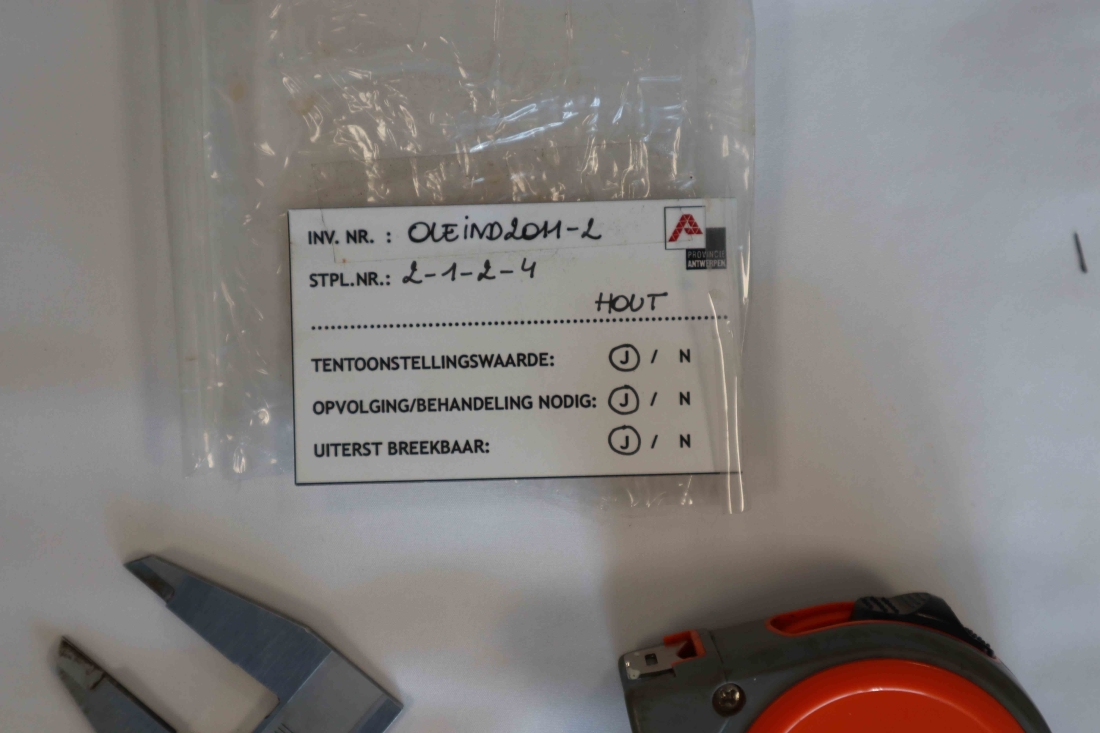 INV. NR. : OLEIND2011-2
STPL.NR.: 2-1-2-4
PROVINCIE
ANTWERPEN
HOUT
TENTOONSTELLINGSWAARDE: J / N
OPVOLGING/BEHANDELING NODIG: J / N
UITERST BREEKBAAR: J / N